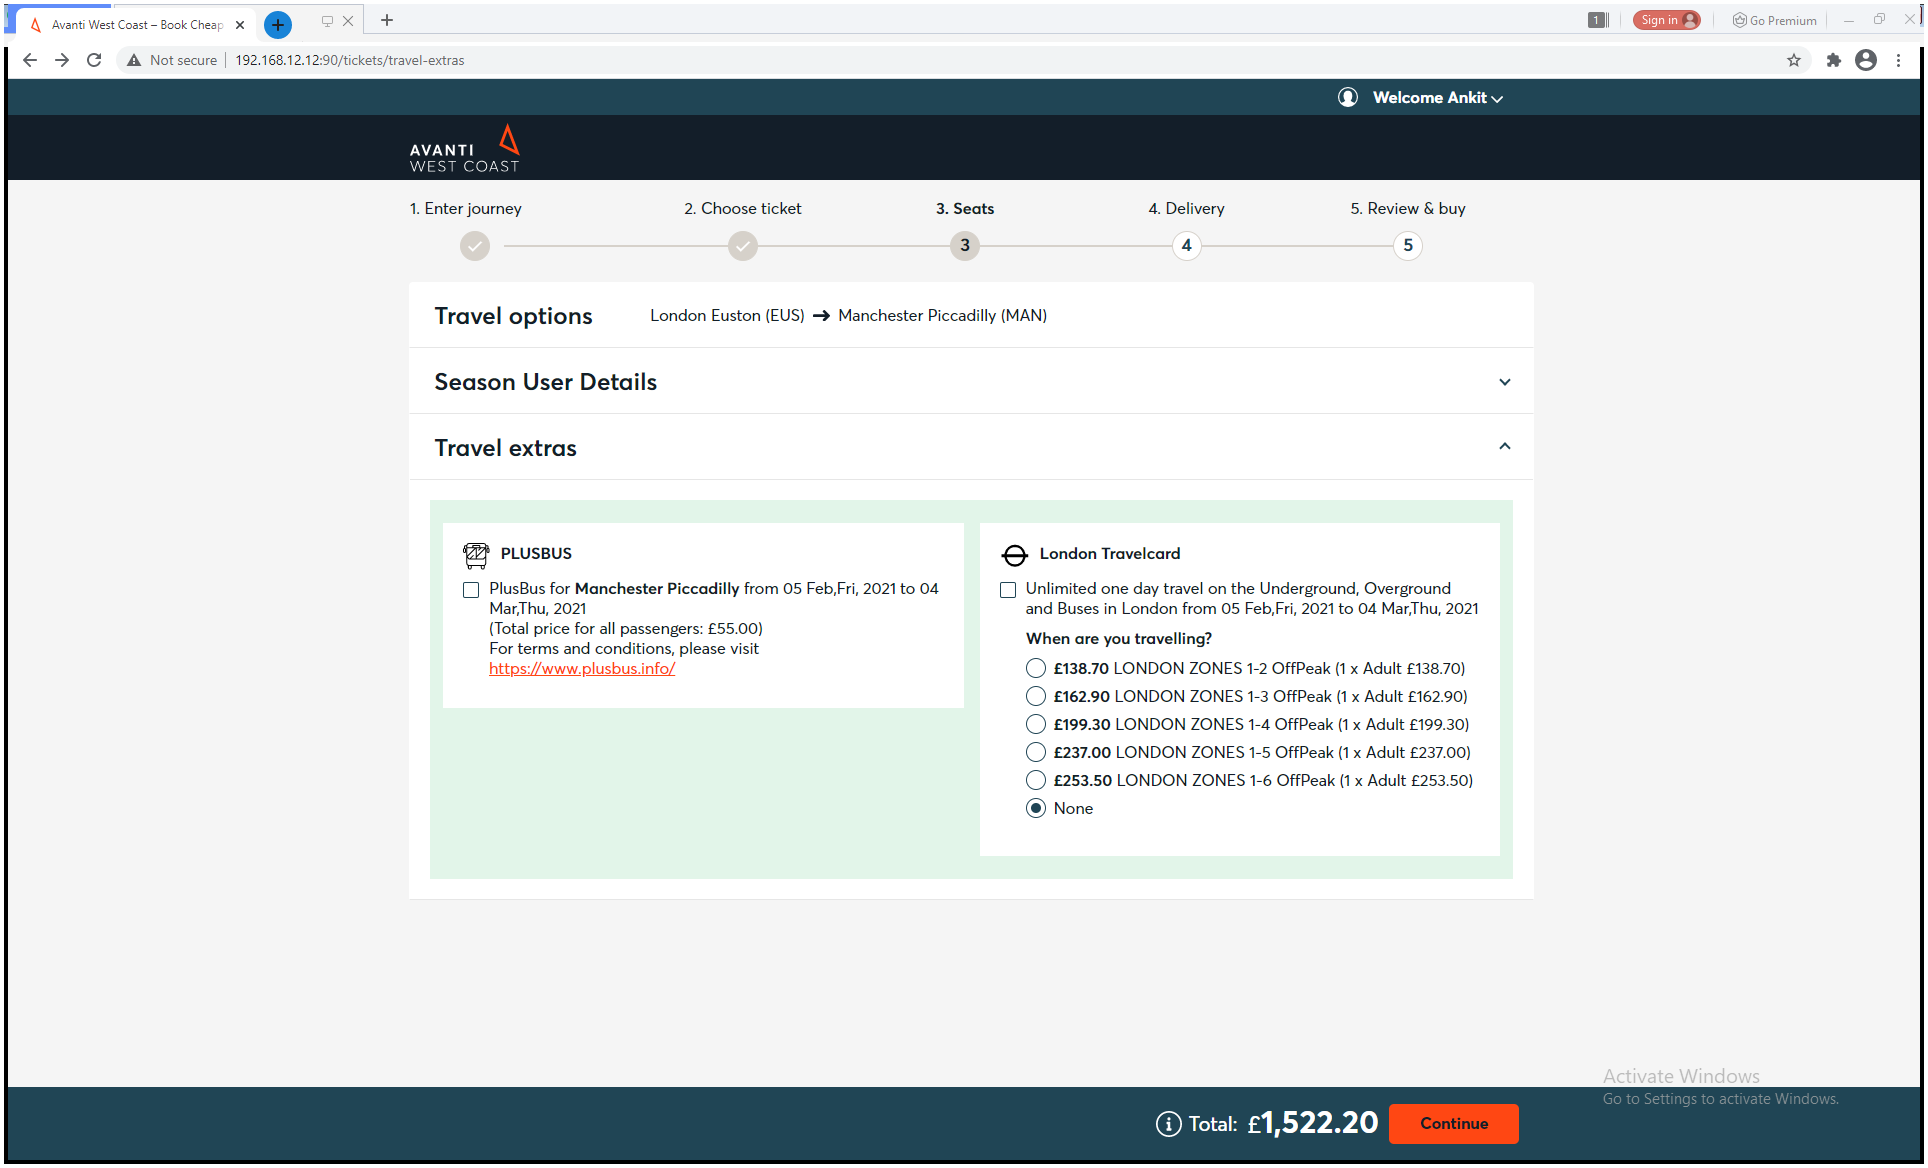 Avanti West Coast – Book Cheap
1
Sign in
Go Premium
Not secure
192.168.12.12:90/tickets/travel-extras
Welcome Ankit
AVANTI
WEST COAST
1. Enter journey
2. Choose ticket
3. Seats
4. Delivery
5. Review & buy
3
4
5
Travel options
London Euston (EUS) → Manchester Piccadilly (MAN)
Season User Details
Travel extras
PLUSBUS
PlusBus for Manchester Piccadilly from 05 Feb,Fri, 2021 to 04
Mar,Thu, 2021
(Total price for all passengers: £55.00)
For terms and conditions, please visit
https://www.plusbus.info/
London Travelcard
Unlimited one day travel on the Underground, Overground
and Buses in London from 05 Feb,Fri, 2021 to 04 Mar,Thu, 2021
When are you travelling?
£138.70 LONDON ZONES 1-2 OffPeak (1 x Adult £138.70)
£162.90 LONDON ZONES 1-3 OffPeak (1 x Adult £162.90)
£199.30 LONDON ZONES 1-4 OffPeak (1 x Adult £199.30)
£237.00 LONDON ZONES 1-5 OffPeak (1 x Adult £237.00)
£253.50 LONDON ZONES 1-6 OffPeak (1 x Adult £253.50)
None
Activate Windows
Go to Settings to activate Windows.
Total: £1,522.20
Continue